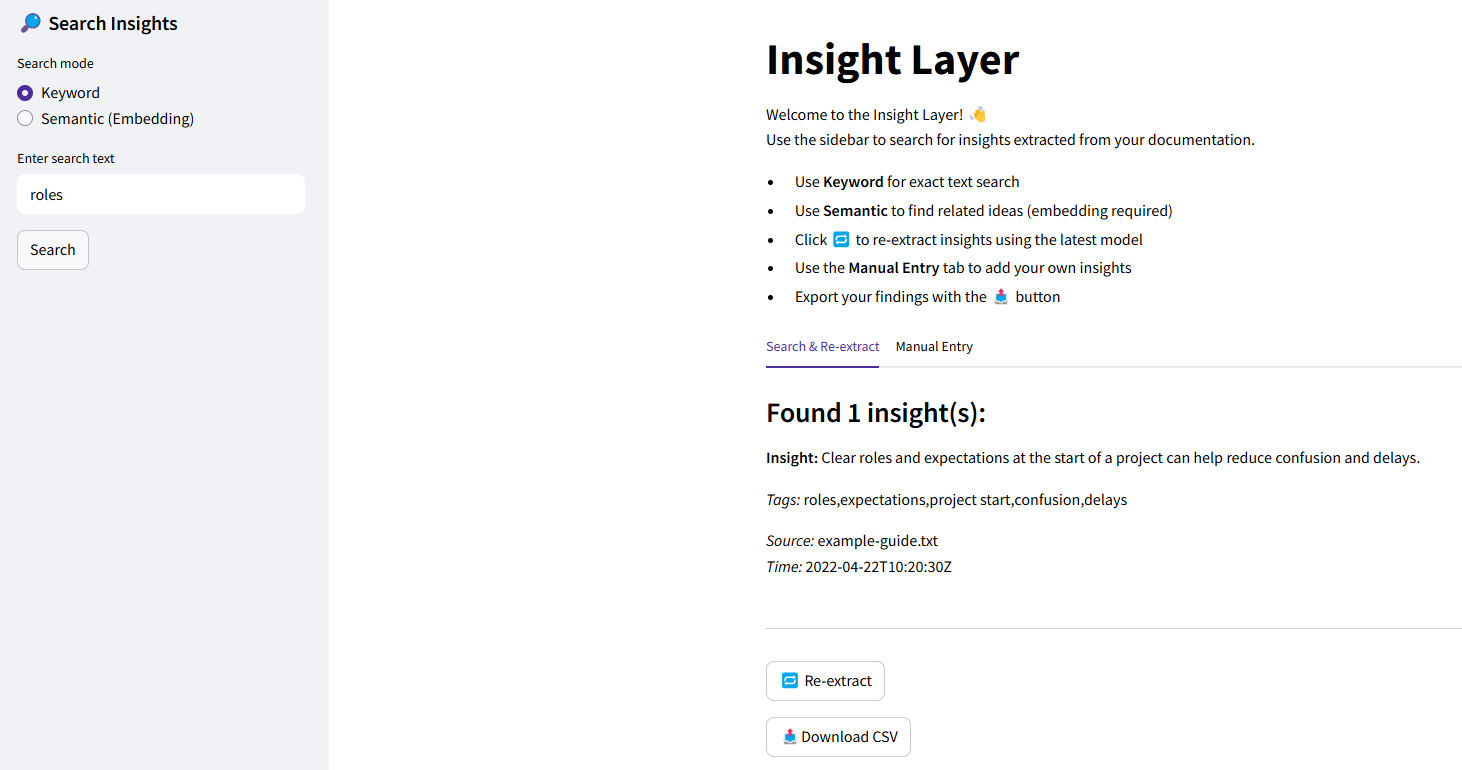 🔎 Search Insights
Search mode
Keyword
Semantic (Embedding)
Enter search text
roles
Search
Insight Layer
Welcome to the Insight Layer! 👋
Use the sidebar to search for insights extracted from your documentation.
• Use Keyword for exact text search
• Use Semantic to find related ideas (embedding required)
• Click 🔁 to re-extract insights using the latest model
• Use the Manual Entry tab to add your own insights
• Export your findings with the 📤 button
Search & Re-extract Manual Entry
Found 1 insight(s):
Insight: Clear roles and expectations at the start of a project can help reduce confusion and delays.
Tags: roles,expectations,project start,confusion,delays
Source: example-guide.txt
Time: 2022-04-22T10:20:30Z
🔁 Re-extract
📤 Download CSV